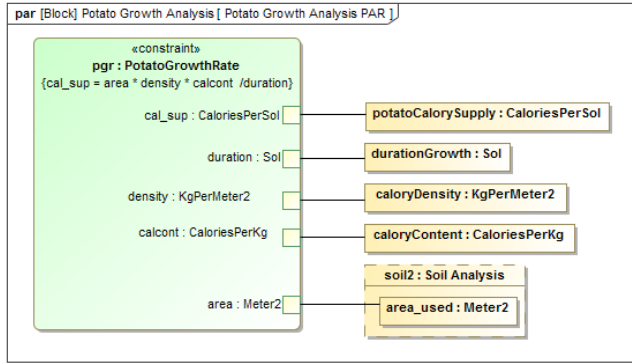 par [Block] Potato Growth Analysis [ Potato Growth Analysis PAR ]
«constraint»
pgr : PotatoGrowthRate
{cal_sup = area * density * calcont /duration}
cal_sup : CaloriesPerSol
potatoCalorySupply : CaloriesPerSol
duration : Sol
durationGrowth : Sol
density : KgPerMeter2
caloryDensity : KgPerMeter2
calcont : CaloriesPerKg
caloryContent : CaloriesPerKg
soil2 : Soil Analysis
area : Meter2
area_used : Meter2